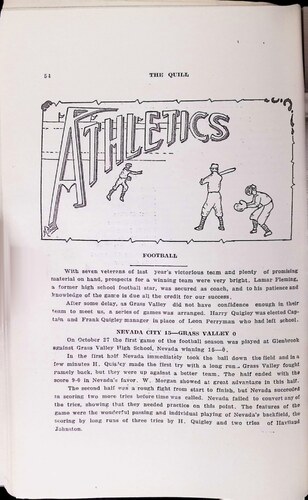 54
THE QUILL
ATHLETICS
FOOTBALL
With seven veterens of last year's victorious team and plenty of promising
material on hand, prospects for a winning team were very bright. Lamar Fleming,
a former high school football star, was secured as coach, and to his patience and
knowledge of the game is due all the credit for our success.
After some delay, as Grass Valley did not have confidence enough in their
team to meet us, a series of games was arranged. Harry Quigley was elected Cap-
tain and Frank Quigley manager in place of Leon Perryman who had left school.
NEVADA CITY 15—GRASS VALLEY 0
On October 27 the first game of the football season was played at Glenbrook
against Grass Valley High School, Nevada winning 15—0.
In the first half Nevada immediately took the ball down the field and in a
few minutes H. Quigley made the first try with a long run. Grass Valley fought
gamely back, but they were up against a better team. The half ended with the
score 9-0 in Nevada's favor. W. Morgan showed at great advantage in this half.
The second half was a rough fight from start to finish, but Nevada succeeded
in scoring two more tries before time was called. Nevada failed to convert any of
the tries, showing that they needed practice on this point. The features of the
game were the wonderful passing and individual playing of Nevada's backfield, the
scoring by long runs of three tries by H. Quigley and two tries of Haviland
Johnston.